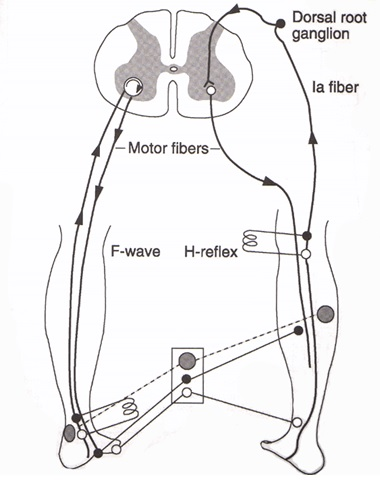 Dorsal root
ganglion
Ia fiber
Motor fibers
F-wave
H-reflex